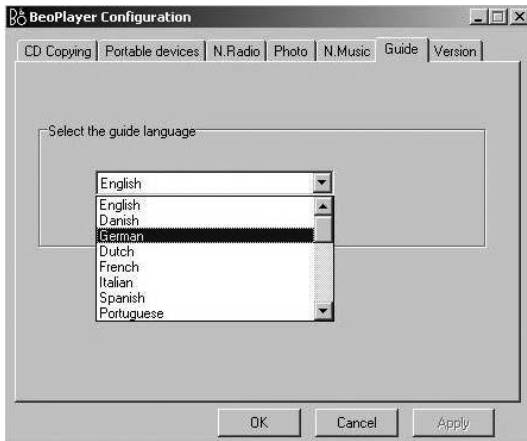 BeoPlayer Configuration
CD Copying Portable devices N.Radio Photo N.Music Guide Version
Select the guide language
English
English
Danish
German
Dutch
French
Italian
Spanish
Portuguese
OK Cancel Apply